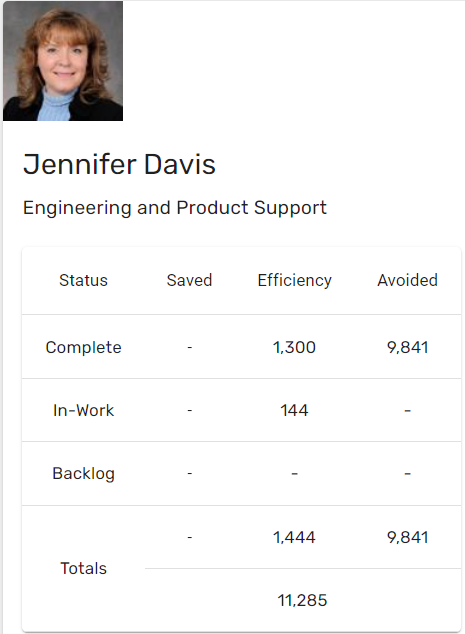 Jennifer Davis
Engineering and Product Support
Status Saved Efficiency Avoided
Complete - 1,300 9,841
In-Work - 144 -
Backlog - - -
- 1,444 9,841
Totals
11,285